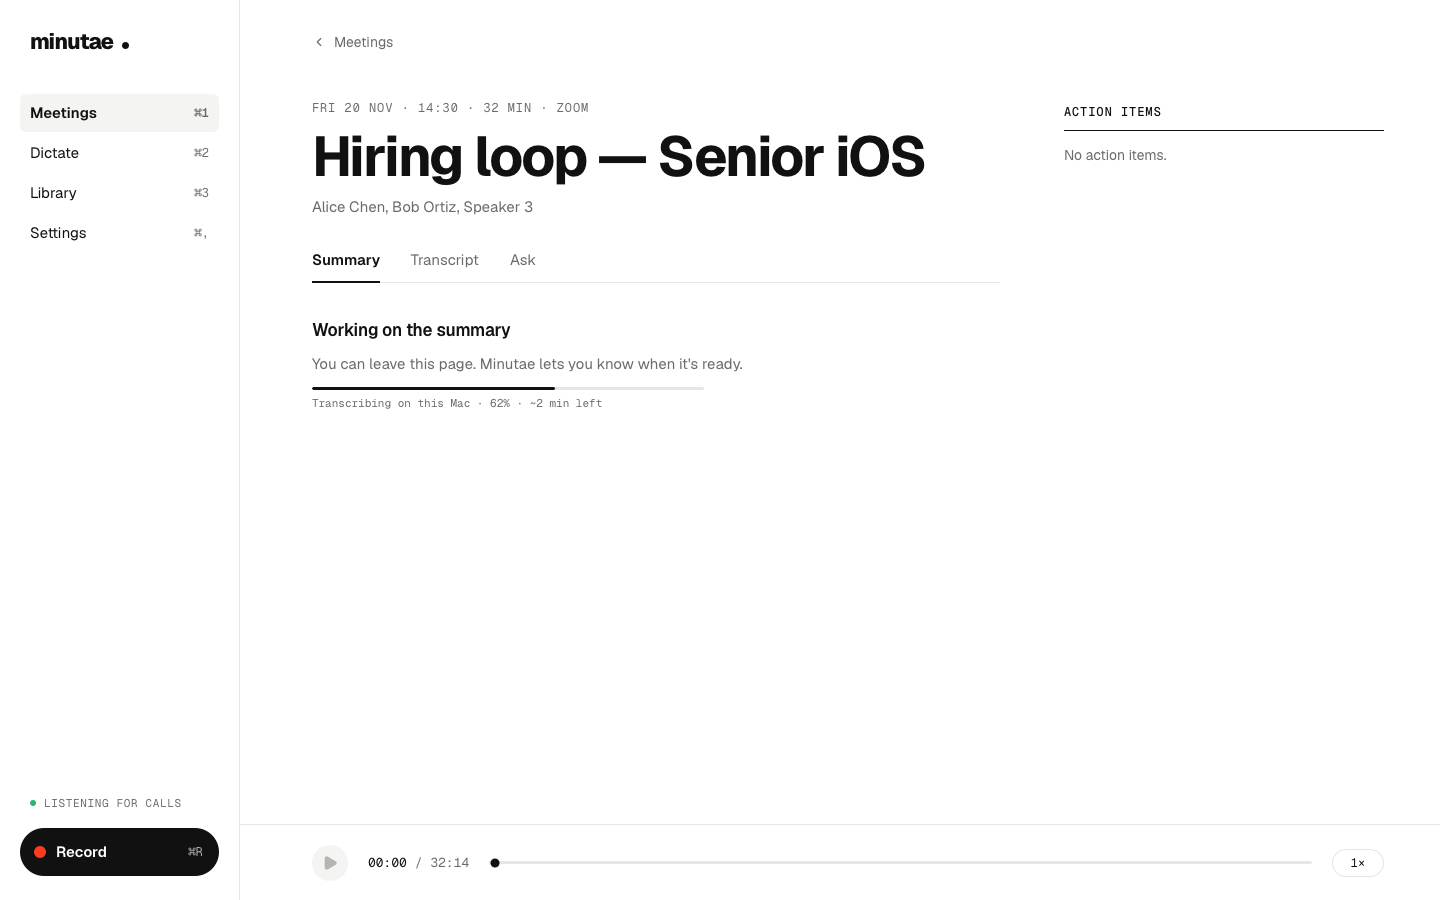 minutae
Meetings ⌘1
Dictate ⌘2
Library ⌘3
Settings ⌘,
LISTENING FOR CALLS
Record ⌘R
Meetings
FRI 20 NOV · 14:30 · 32 MIN · ZOOM
Hiring loop — Senior iOS
Alice Chen, Bob Ortiz, Speaker 3
Summary Transcript Ask
Working on the summary
You can leave this page. Minutae lets you know when it's ready.
Transcribing on this Mac · 62% · ~2 min left
ACTION ITEMS
No action items.
00:00 / 32:14 1×